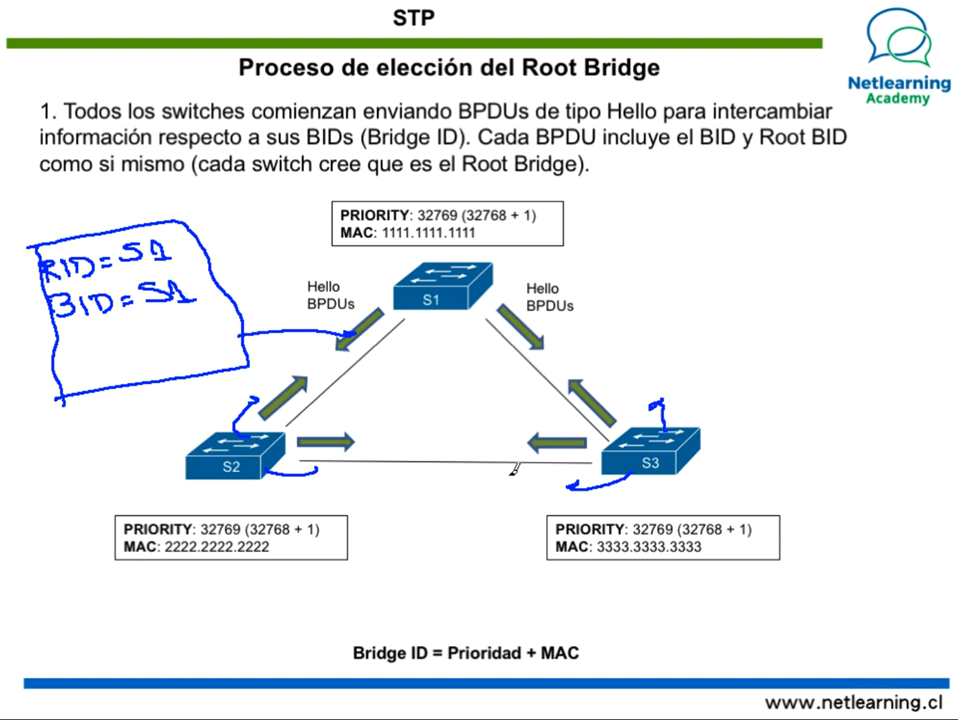 STP
Netlearning
Academy
Proceso de elección del Root Bridge
1. Todos los switches comienzan enviando BPDUs de tipo Hello para intercambiar
información respecto a sus BIDs (Bridge ID). Cada BPDU incluye el BID y Root BID
como si mismo (cada switch cree que es el Root Bridge).
PRIORITY: 32769 (32768 + 1)
MAC: 1111.1111.1111
RID = S1
BID = S1
Hello
BPDUs
S1
Hello
BPDUs
S2
S3
PRIORITY: 32769 (32768 + 1)
MAC: 2222.2222.2222
PRIORITY: 32769 (32768 + 1)
MAC: 3333.3333.3333
Bridge ID = Prioridad + MAC
www.netlearning.cl